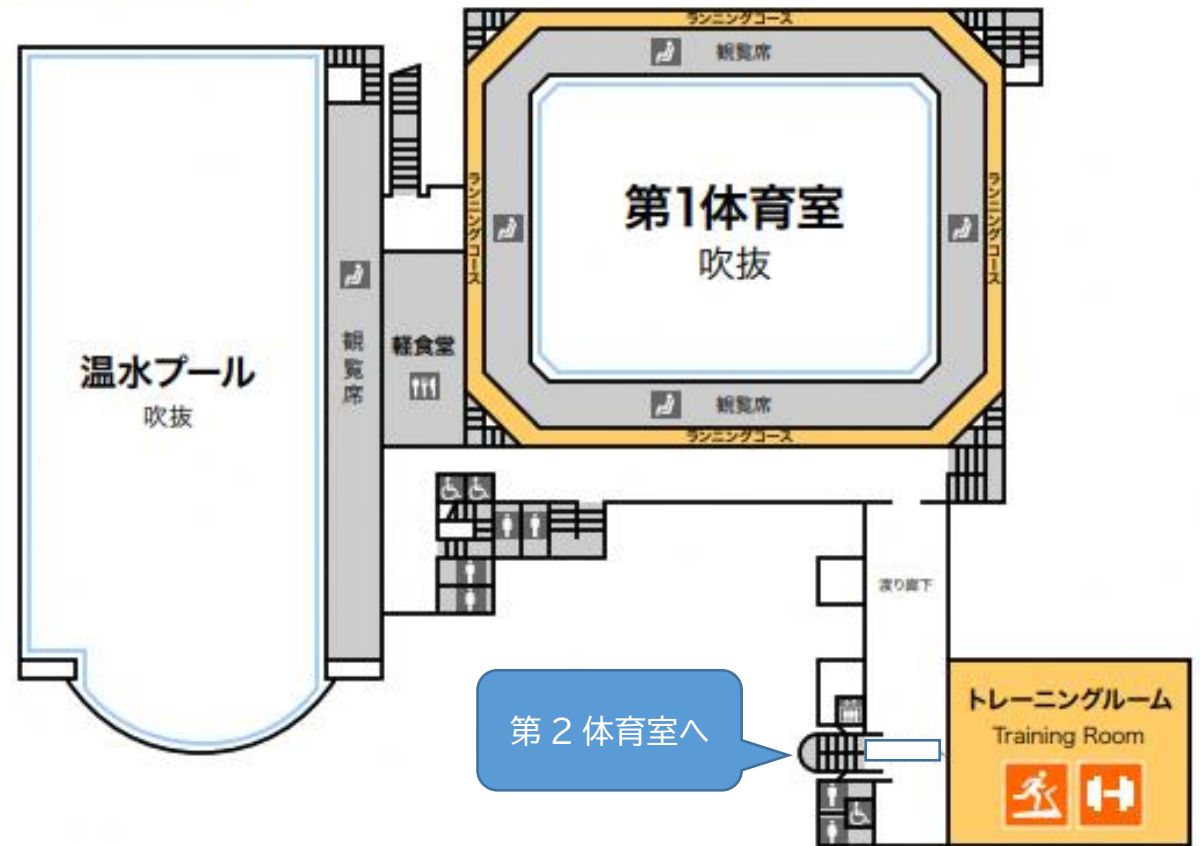 ランニングコース
観覧席
ランニングコース
第1体育室
吹抜
ランニングコース
観覧席
軽食堂
温水プール
吹抜
観覧席
ランニングコース
渡り廊下
第2体育室へ
トレーニングルーム
Training Room